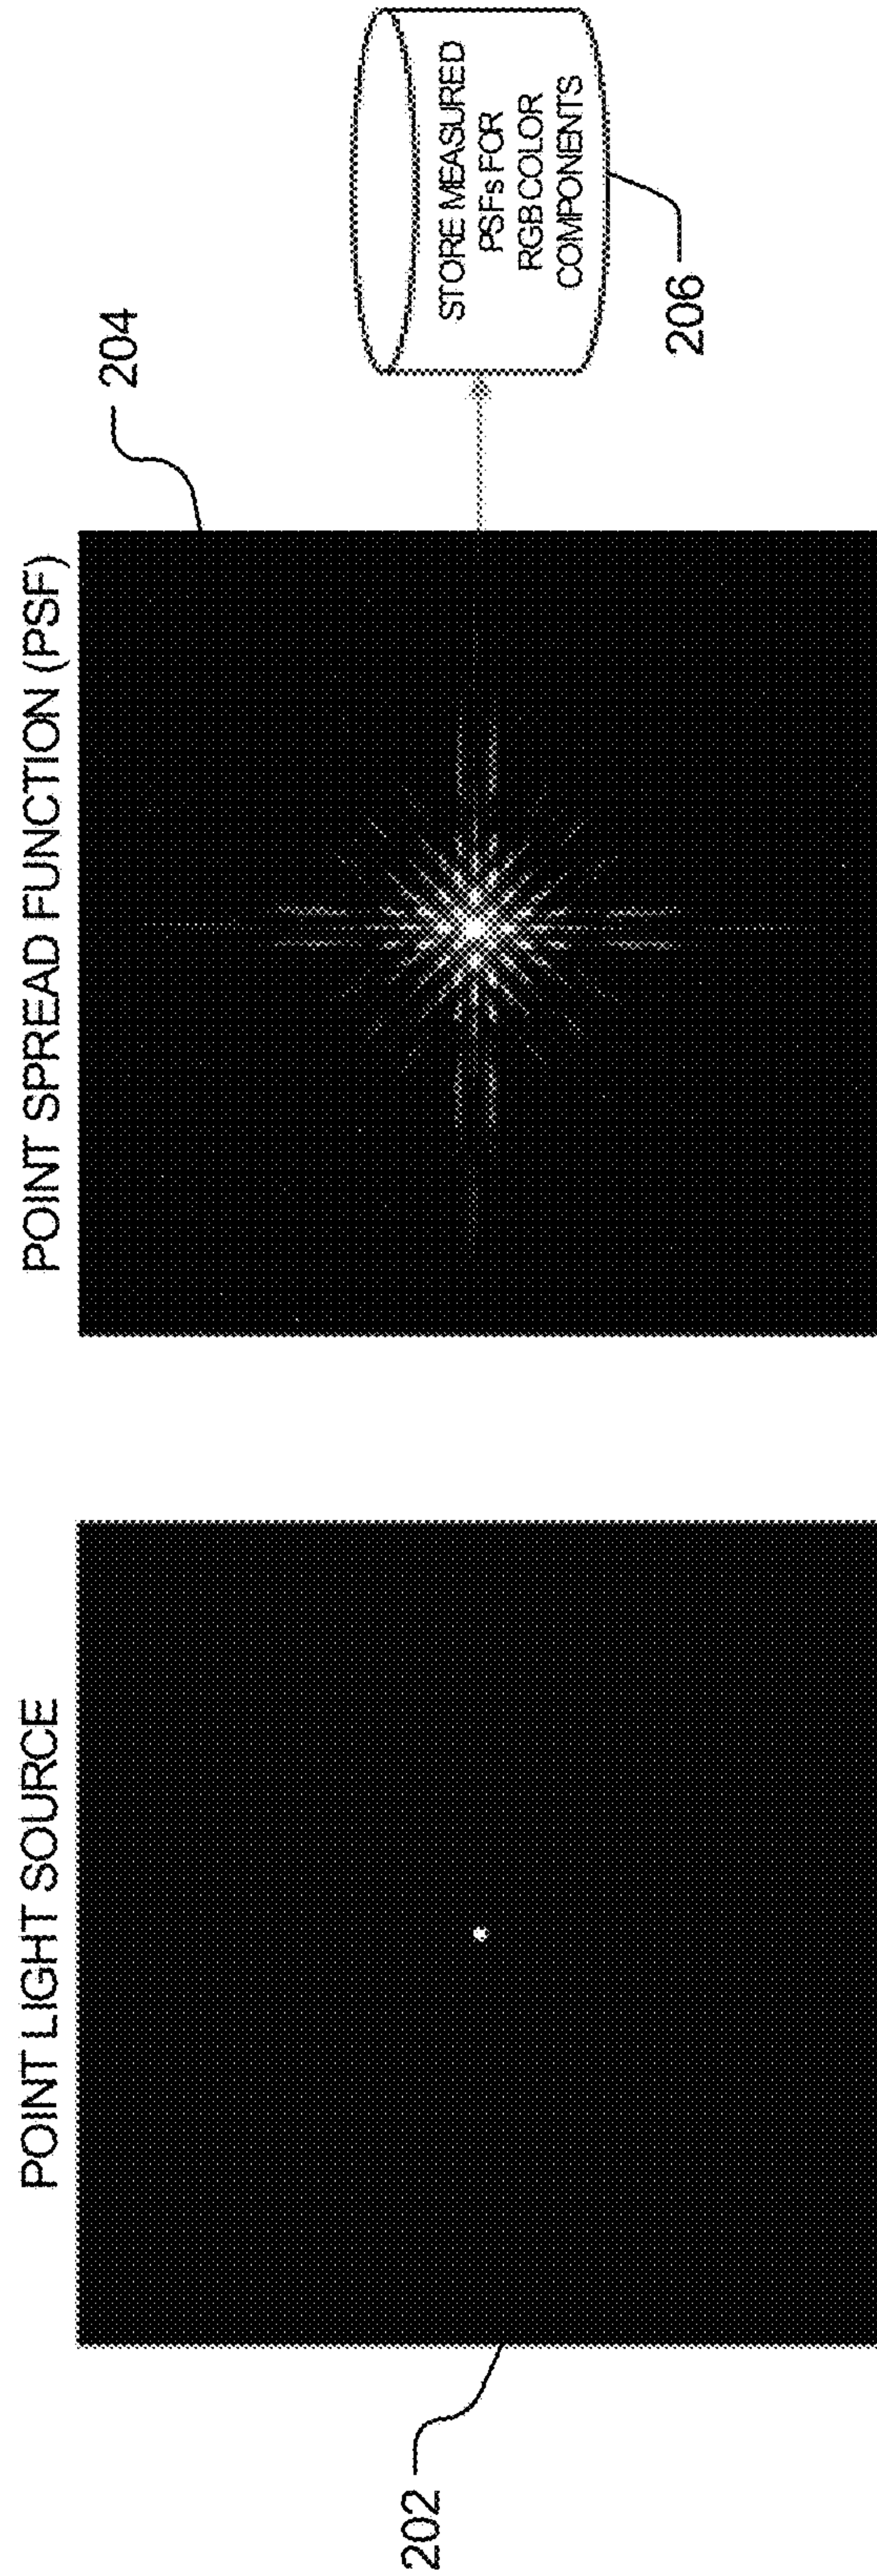 POINT LIGHT SOURCE
202
POINT SPREAD FUNCTION (PSF)
204
STORE MEASURED
PSFs FOR
RGB COLOR
COMPONENTS
206